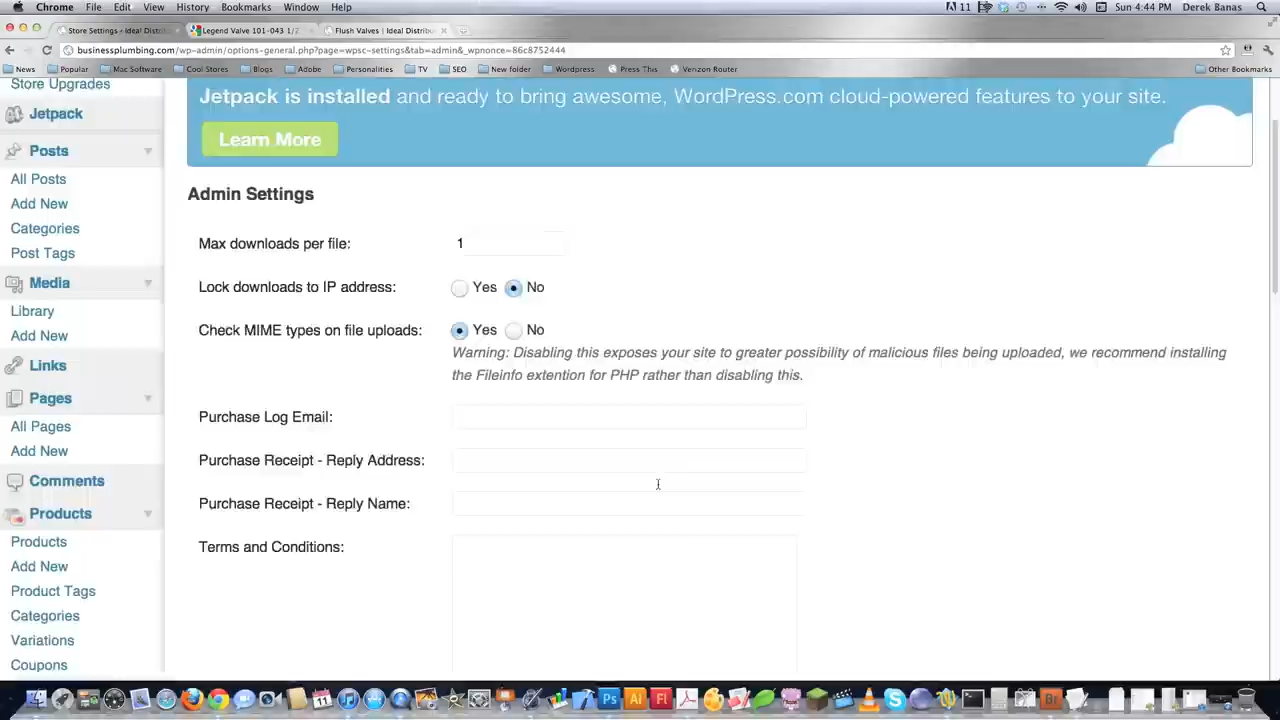 Chrome File Edit View History Bookmarks Window Help 11 Sun 4:44 PM Derek Banas
Store Settings ‹ Ideal Distri Legend Valve 101-043 1/2 Flush Valves | Ideal Distribu
businessplumbing.com/wp-admin/options-general.php?page=wpsc-settings&tab=admin&_wpnonce=86c8752444
News Popular Mac Software Cool Stores Blogs Adobe Personalities TV SEO New folder Wordpress Press This Verizon Router Other Bookmarks
Store Upgrades
Jetpack
Posts
All Posts
Add New
Categories
Post Tags
Media
Library
Add New
Links
Pages
All Pages
Add New
Comments
Products
Products
Add New
Product Tags
Categories
Variations
Coupons
Jetpack is installed and ready to bring awesome, WordPress.com cloud-powered features to your site.
Learn More
Admin Settings
Max downloads per file: 1
Lock downloads to IP address: Yes No
Check MIME types on file uploads: Yes No
Warning: Disabling this exposes your site to greater possibility of malicious files being uploaded, we recommend installing
the Fileinfo extention for PHP rather than disabling this.
Purchase Log Email:
Purchase Receipt - Reply Address:
Purchase Receipt - Reply Name:
Terms and Conditions:
Ps Ai Fl Br